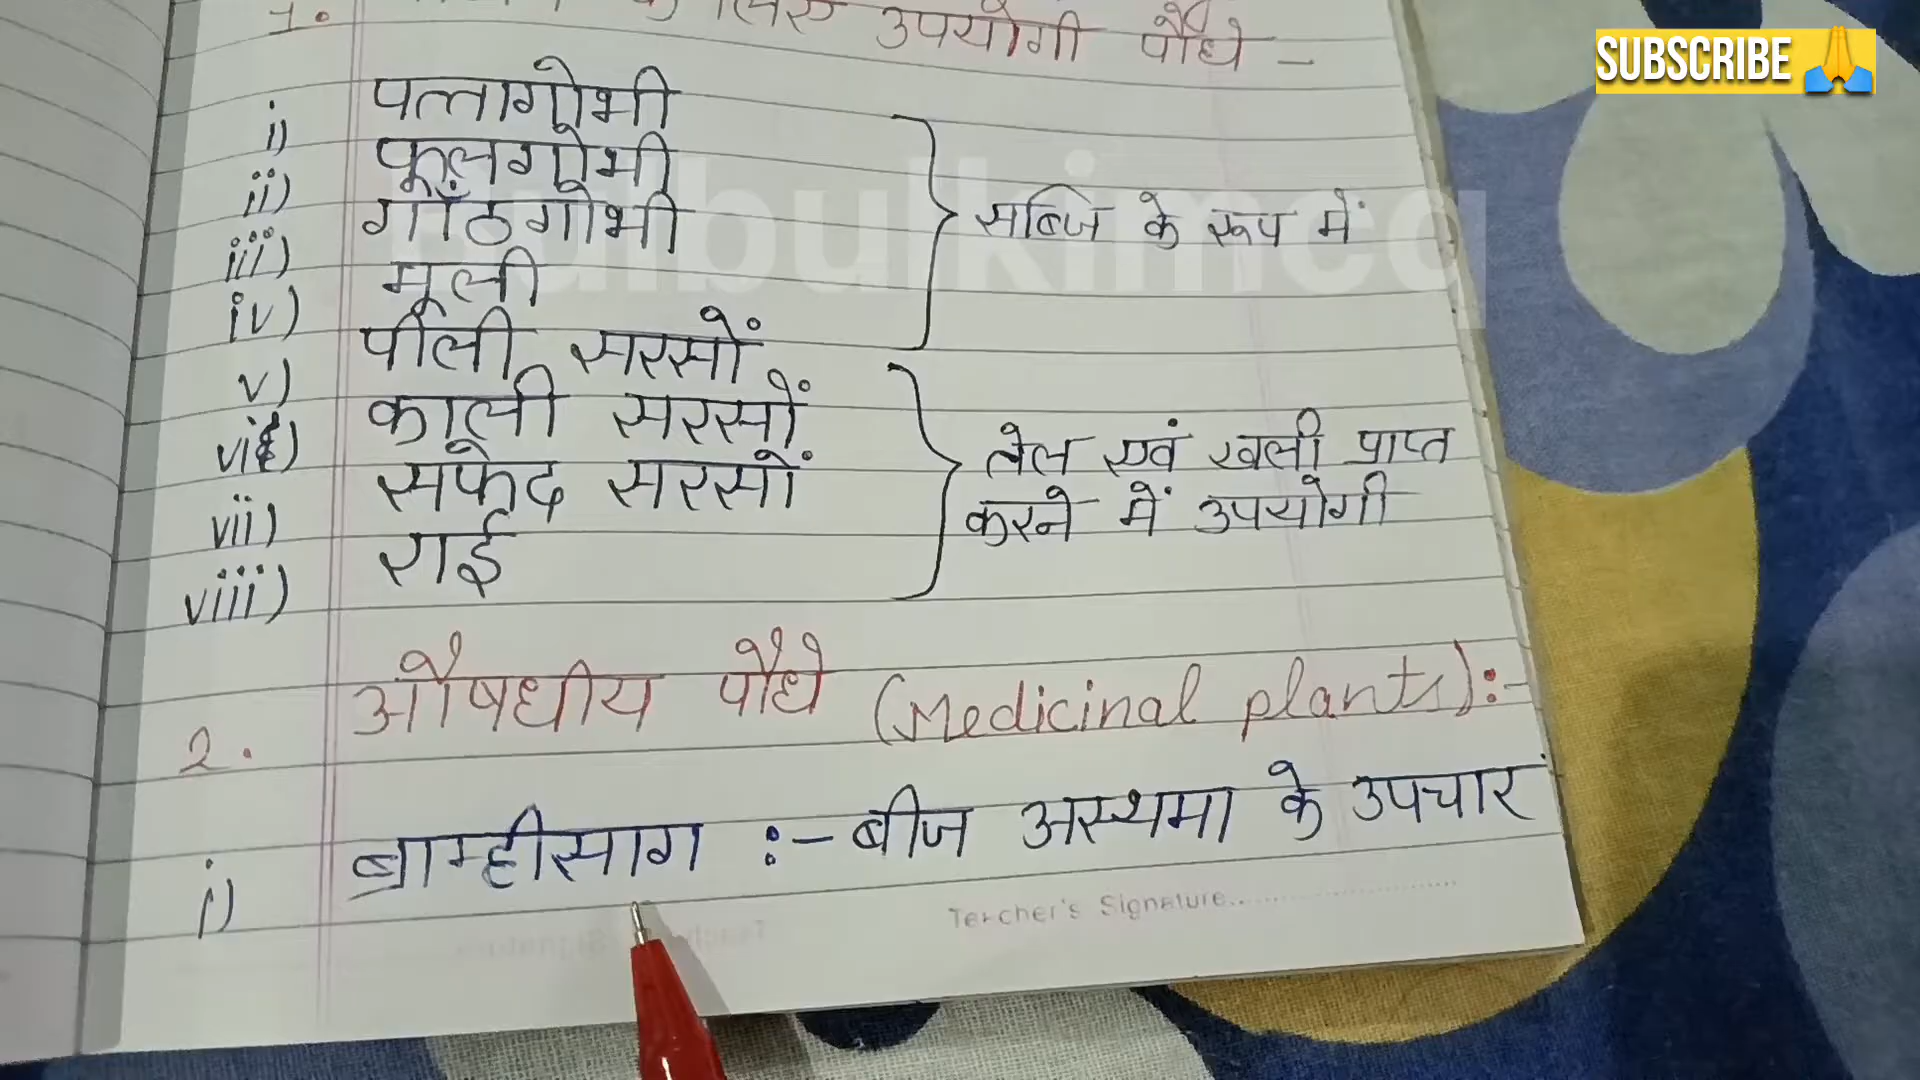 1. के लिए उपयोगी पौधे -
SUBSCRIBE
i) पत्तागोभी
ii) फूलगोभी
iii) गाँठगोभी
iv) मूली
सब्जि के रूप में
v) पीली सरसों
vi) काली सरसों
vii) सफेद सरसों
viii) राई
तेल एवं खली प्राप्त
करने में उपयोगी
2. औषधीय पौधे (Medicinal plants):-
i) ब्राम्हीसाग :- बीज अस्थमा के उपचार
Teacher's Signature